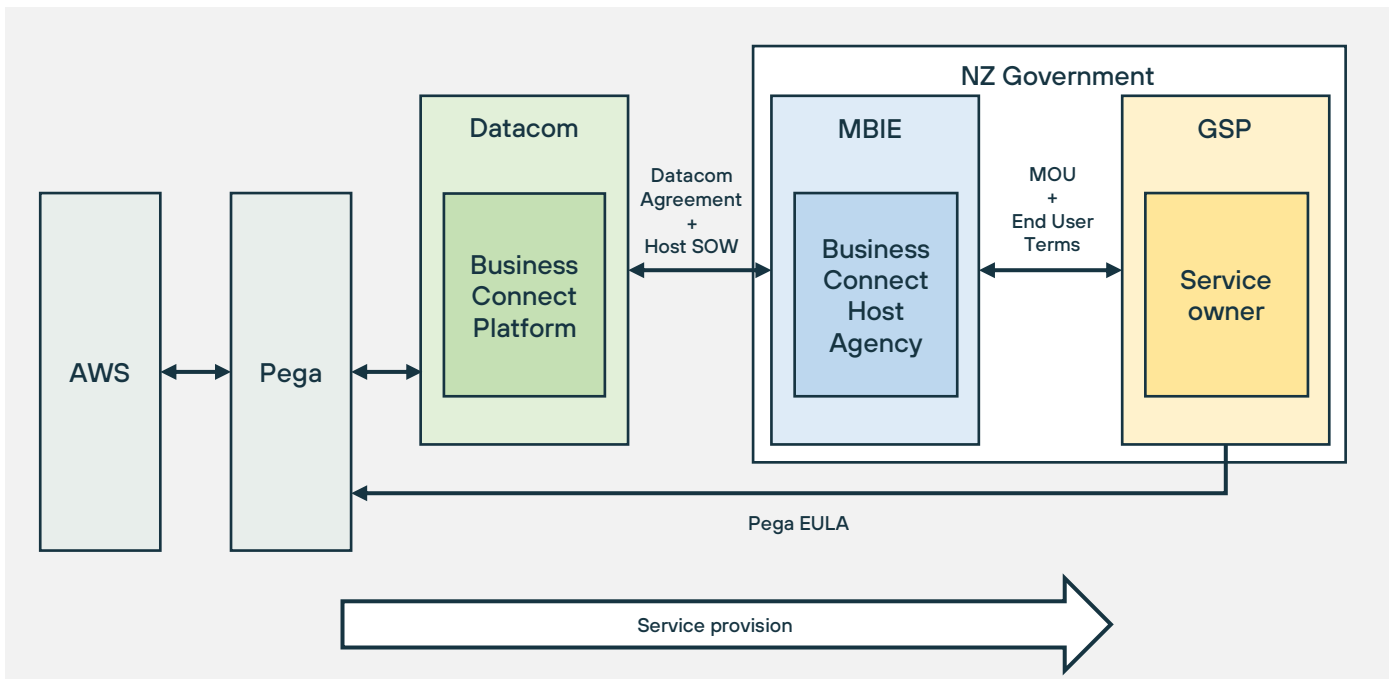 NZ Government
Datacom
MBIE
GSP
Datacom
Agreement
+
Host SOW
MOU
+
End User
Terms
AWS
Pega
Business
Connect
Platform
Business
Connect
Host
Agency
Service
owner
Pega EULA
Service provision